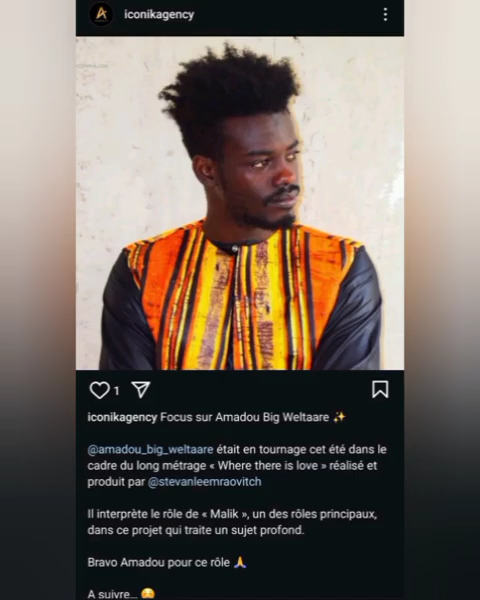 iconikagency
1
iconikagency Focus sur Amadou Big Weltaare ✨
@amadou_big_weltaare était en tournage cet été dans le
cadre du long métrage « Where there is love » réalisé et
produit par @stevanleemraovitch
Il interprète le rôle de « Malik », un des rôles principaux,
dans ce projet qui traite un sujet profond.
Bravo Amadou pour ce rôle 🙏
A suivre... 😋